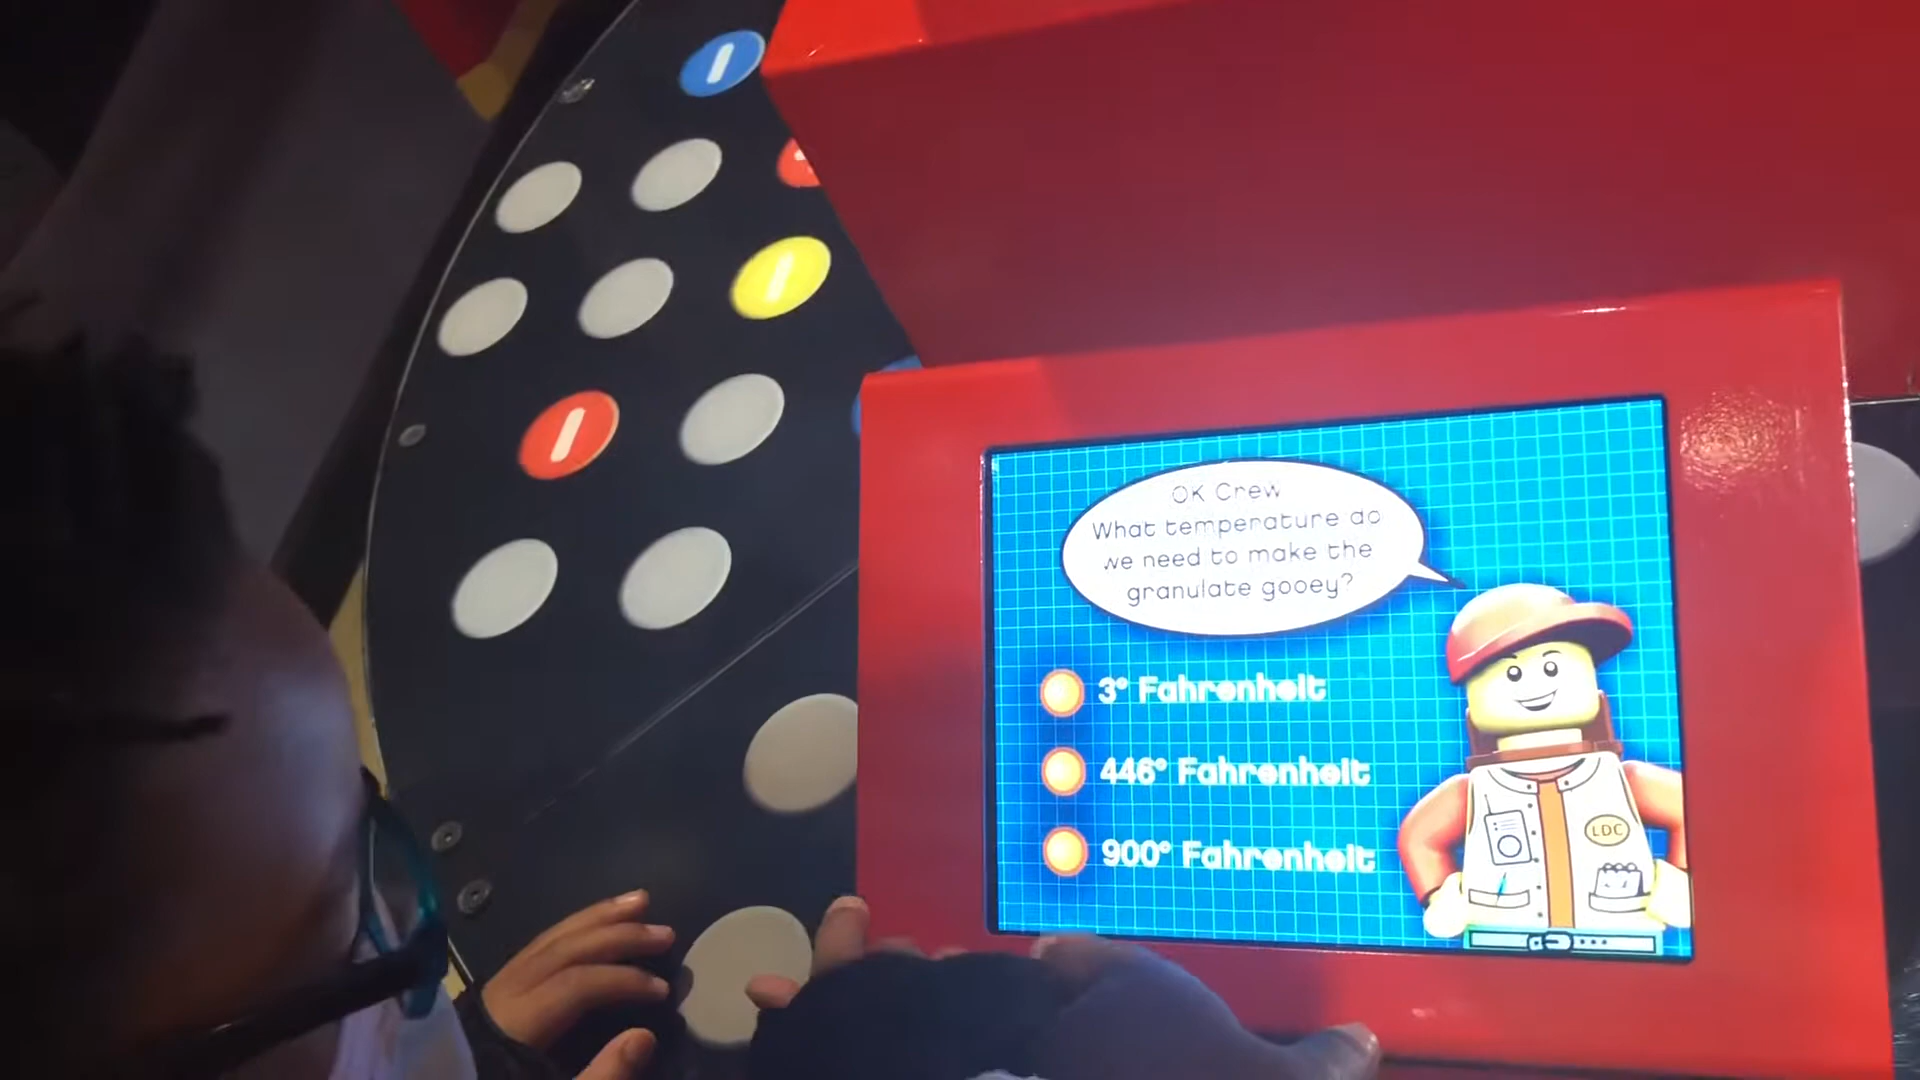 OK Crew
What temperature do
we need to make the
granulate gooey?
3° Fahrenheit
446° Fahrenheit
900° Fahrenheit
LDC